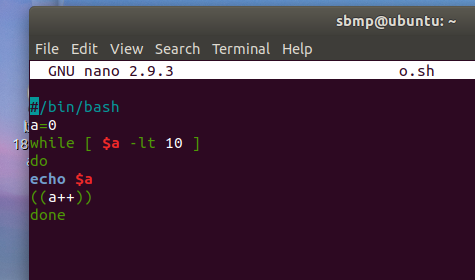 sbmp@ubuntu: ~
File Edit View Search Terminal Help
GNU nano 2.9.3 o.sh
#/bin/bash
a=0
while [ $a -lt 10 ]
do
echo $a
((a++))
done
18